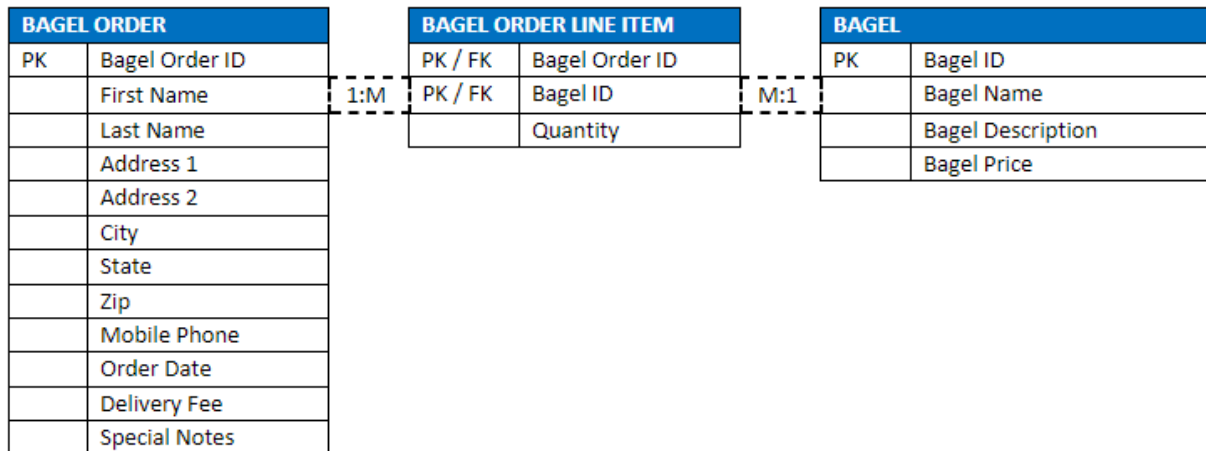 BAGEL ORDER
PK Bagel Order ID
First Name
Last Name
Address 1
Address 2
City
State
Zip
Mobile Phone
Order Date
Delivery Fee
Special Notes
1:M
BAGEL ORDER LINE ITEM
PK / FK Bagel Order ID
PK / FK Bagel ID
Quantity
M:1
BAGEL
PK Bagel ID
Bagel Name
Bagel Description
Bagel Price